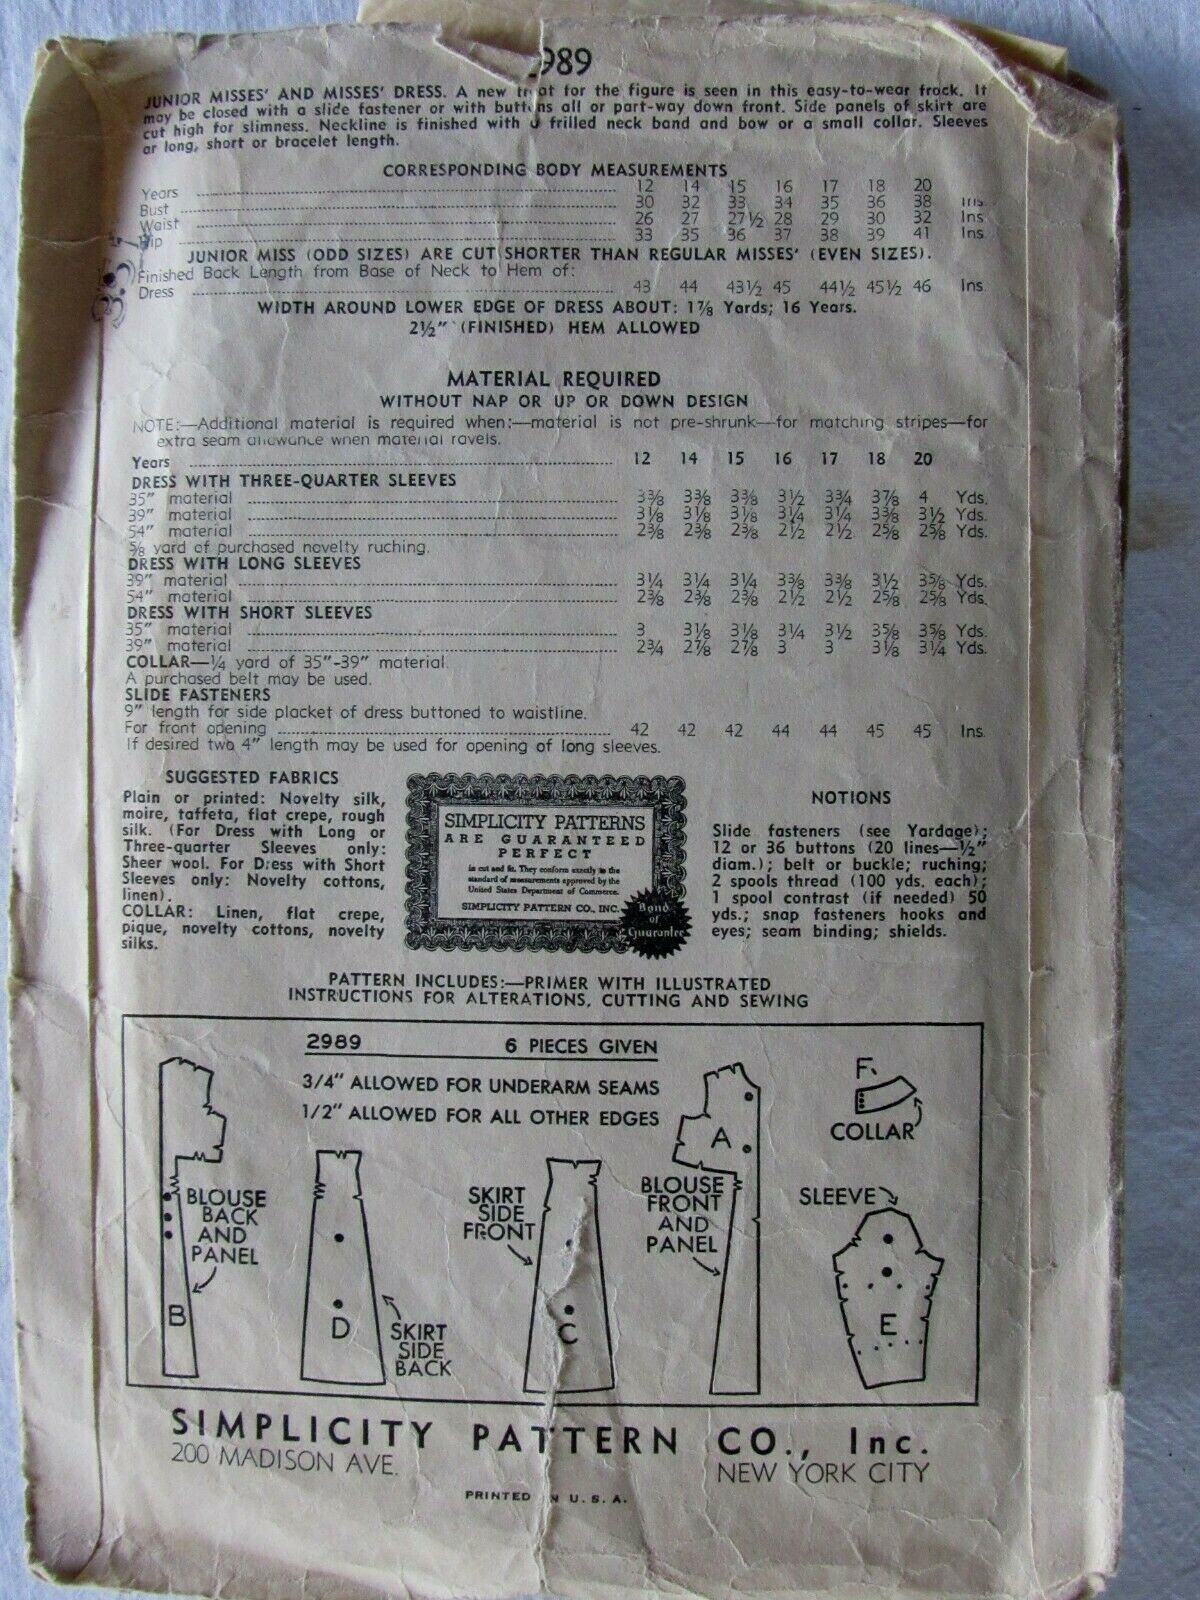 989
JUNIOR MISSES' AND MISSES' DRESS. A new treat for the figure is seen in this easy-to-wear frock. It
may be closed with a slide fastener or with buttons all or part-way down front. Side panels of skirt are
cut high for slimness. Neckline is finished with a frilled neck band and bow or a small collar. Sleeves
or long, short or bracelet length.
CORRESPONDING BODY MEASUREMENTS
Years 12 14 15 16 17 18 20
Bust 30 32 33 34 35 36 38 Ins
Waist 26 27 27½ 28 29 30 32 Ins
Hip 33 35 36 37 38 39 41 Ins
JUNIOR MISS (ODD SIZES) ARE CUT SHORTER THAN REGULAR MISSES' (EVEN SIZES).
Finished Back Length from Base of Neck to Hem of:
Dress 43 44 43½ 45 44½ 45½ 46 Ins
WIDTH AROUND LOWER EDGE OF DRESS ABOUT: 1⅞ Yards; 16 Years.
2½" (FINISHED) HEM ALLOWED
MATERIAL REQUIRED
WITHOUT NAP OR UP OR DOWN DESIGN
NOTE:—Additional material is required when:—material is not pre-shrunk—for matching stripes—for
extra seam allowance when material ravels.
Years 12 14 15 16 17 18 20
DRESS WITH THREE-QUARTER SLEEVES
35" material 3⅜ 3⅜ 3⅜ 3½ 3¾ 3⅞ 4 Yds.
39" material 3⅛ 3⅛ 3⅛ 3¼ 3¼ 3⅜ 3½ Yds.
54" material 2⅜ 2⅜ 2⅜ 2½ 2½ 2⅝ 2⅝ Yds.
⅝ yard of purchased novelty ruching.
DRESS WITH LONG SLEEVES
39" material 3¼ 3¼ 3¼ 3⅜ 3⅜ 3½ 3⅝ Yds.
54" material 2⅜ 2⅜ 2⅜ 2½ 2½ 2⅝ 2⅝ Yds.
DRESS WITH SHORT SLEEVES
35" material 3 3⅛ 3⅛ 3¼ 3½ 3⅝ 3⅝ Yds.
39" material 2¾ 2⅞ 2⅞ 3 3 3⅛ 3¼ Yds.
COLLAR—¼ yard of 35"-39" material.
A purchased belt may be used.
SLIDE FASTENERS
9" length for side placket of dress buttoned to waistline.
For front opening 42 42 42 44 44 45 45 Ins
If desired two 4" length may be used for opening of long sleeves.
SUGGESTED FABRICS
Plain or printed: Novelty silk,
moire, taffeta, flat crepe, rough
silk. (For Dress with Long or
Three-quarter Sleeves only:
Sheer wool. For Dress with Short
Sleeves only: Novelty cottons,
linen).
COLLAR: Linen, flat crepe,
pique, novelty cottons, novelty
silks.
SIMPLICITY PATTERNS
ARE GUARANTEED
PERFECT
in cut and fit. They conform exactly to the
standard of measurements approved by the
United States Department of Commerce.
SIMPLICITY PATTERN CO., INC.
Bond
of
Guarantee
NOTIONS
Slide fasteners (see Yardage);
12 or 36 buttons (20 lines—½"
diam.); belt or buckle; ruching;
2 spools thread (100 yds. each);
1 spool contrast (if needed) 50
yds.; snap fasteners hooks and
eyes; seam binding; shields.
PATTERN INCLUDES:—PRIMER WITH ILLUSTRATED
INSTRUCTIONS FOR ALTERATIONS, CUTTING AND SEWING
2989 6 PIECES GIVEN
3/4" ALLOWED FOR UNDERARM SEAMS
1/2" ALLOWED FOR ALL OTHER EDGES
BLOUSE
BACK
AND
PANEL
B
D
SKIRT
SIDE
BACK
SKIRT
SIDE
FRONT
C
A
BLOUSE
FRONT
AND
PANEL
F
COLLAR
SLEEVE
E
SIMPLICITY PATTERN CO., Inc.
200 MADISON AVE. NEW YORK CITY
PRINTED IN U.S.A.